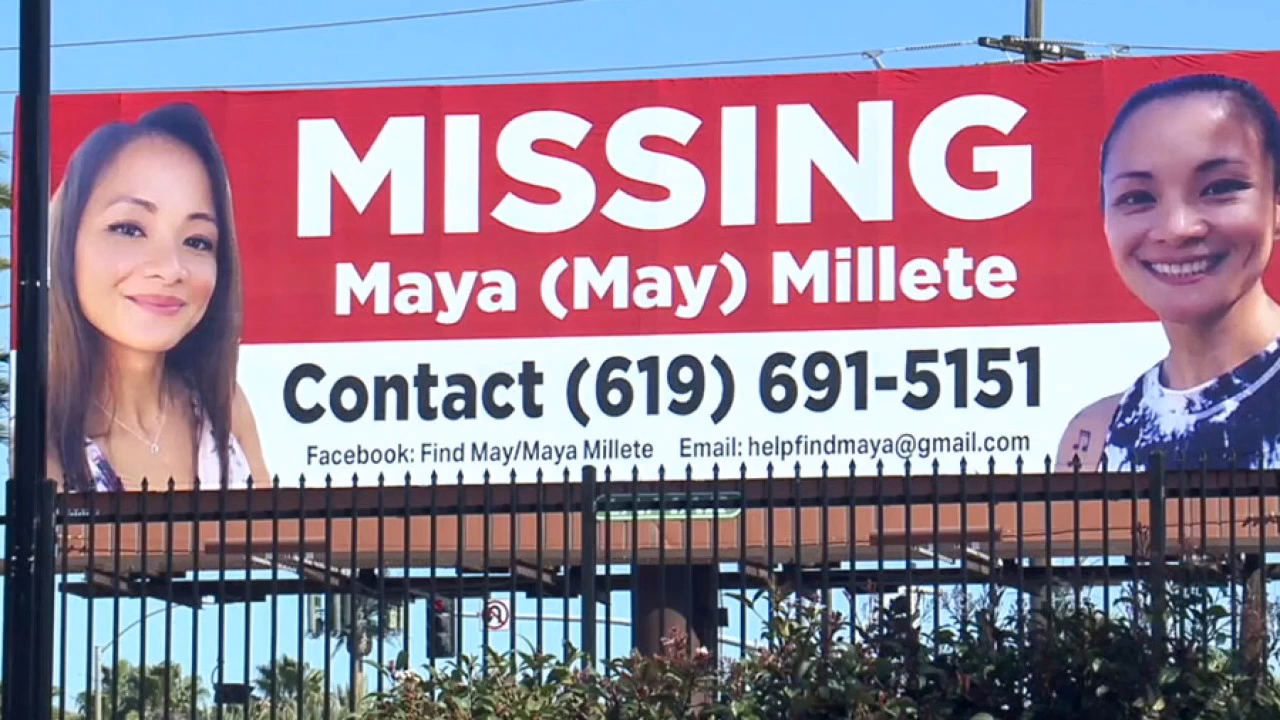 MISSING
Maya (May) Millete
Contact (619) 691-5151
Facebook: Find May/Maya Millete Email: helpfindmaya@gmail.com